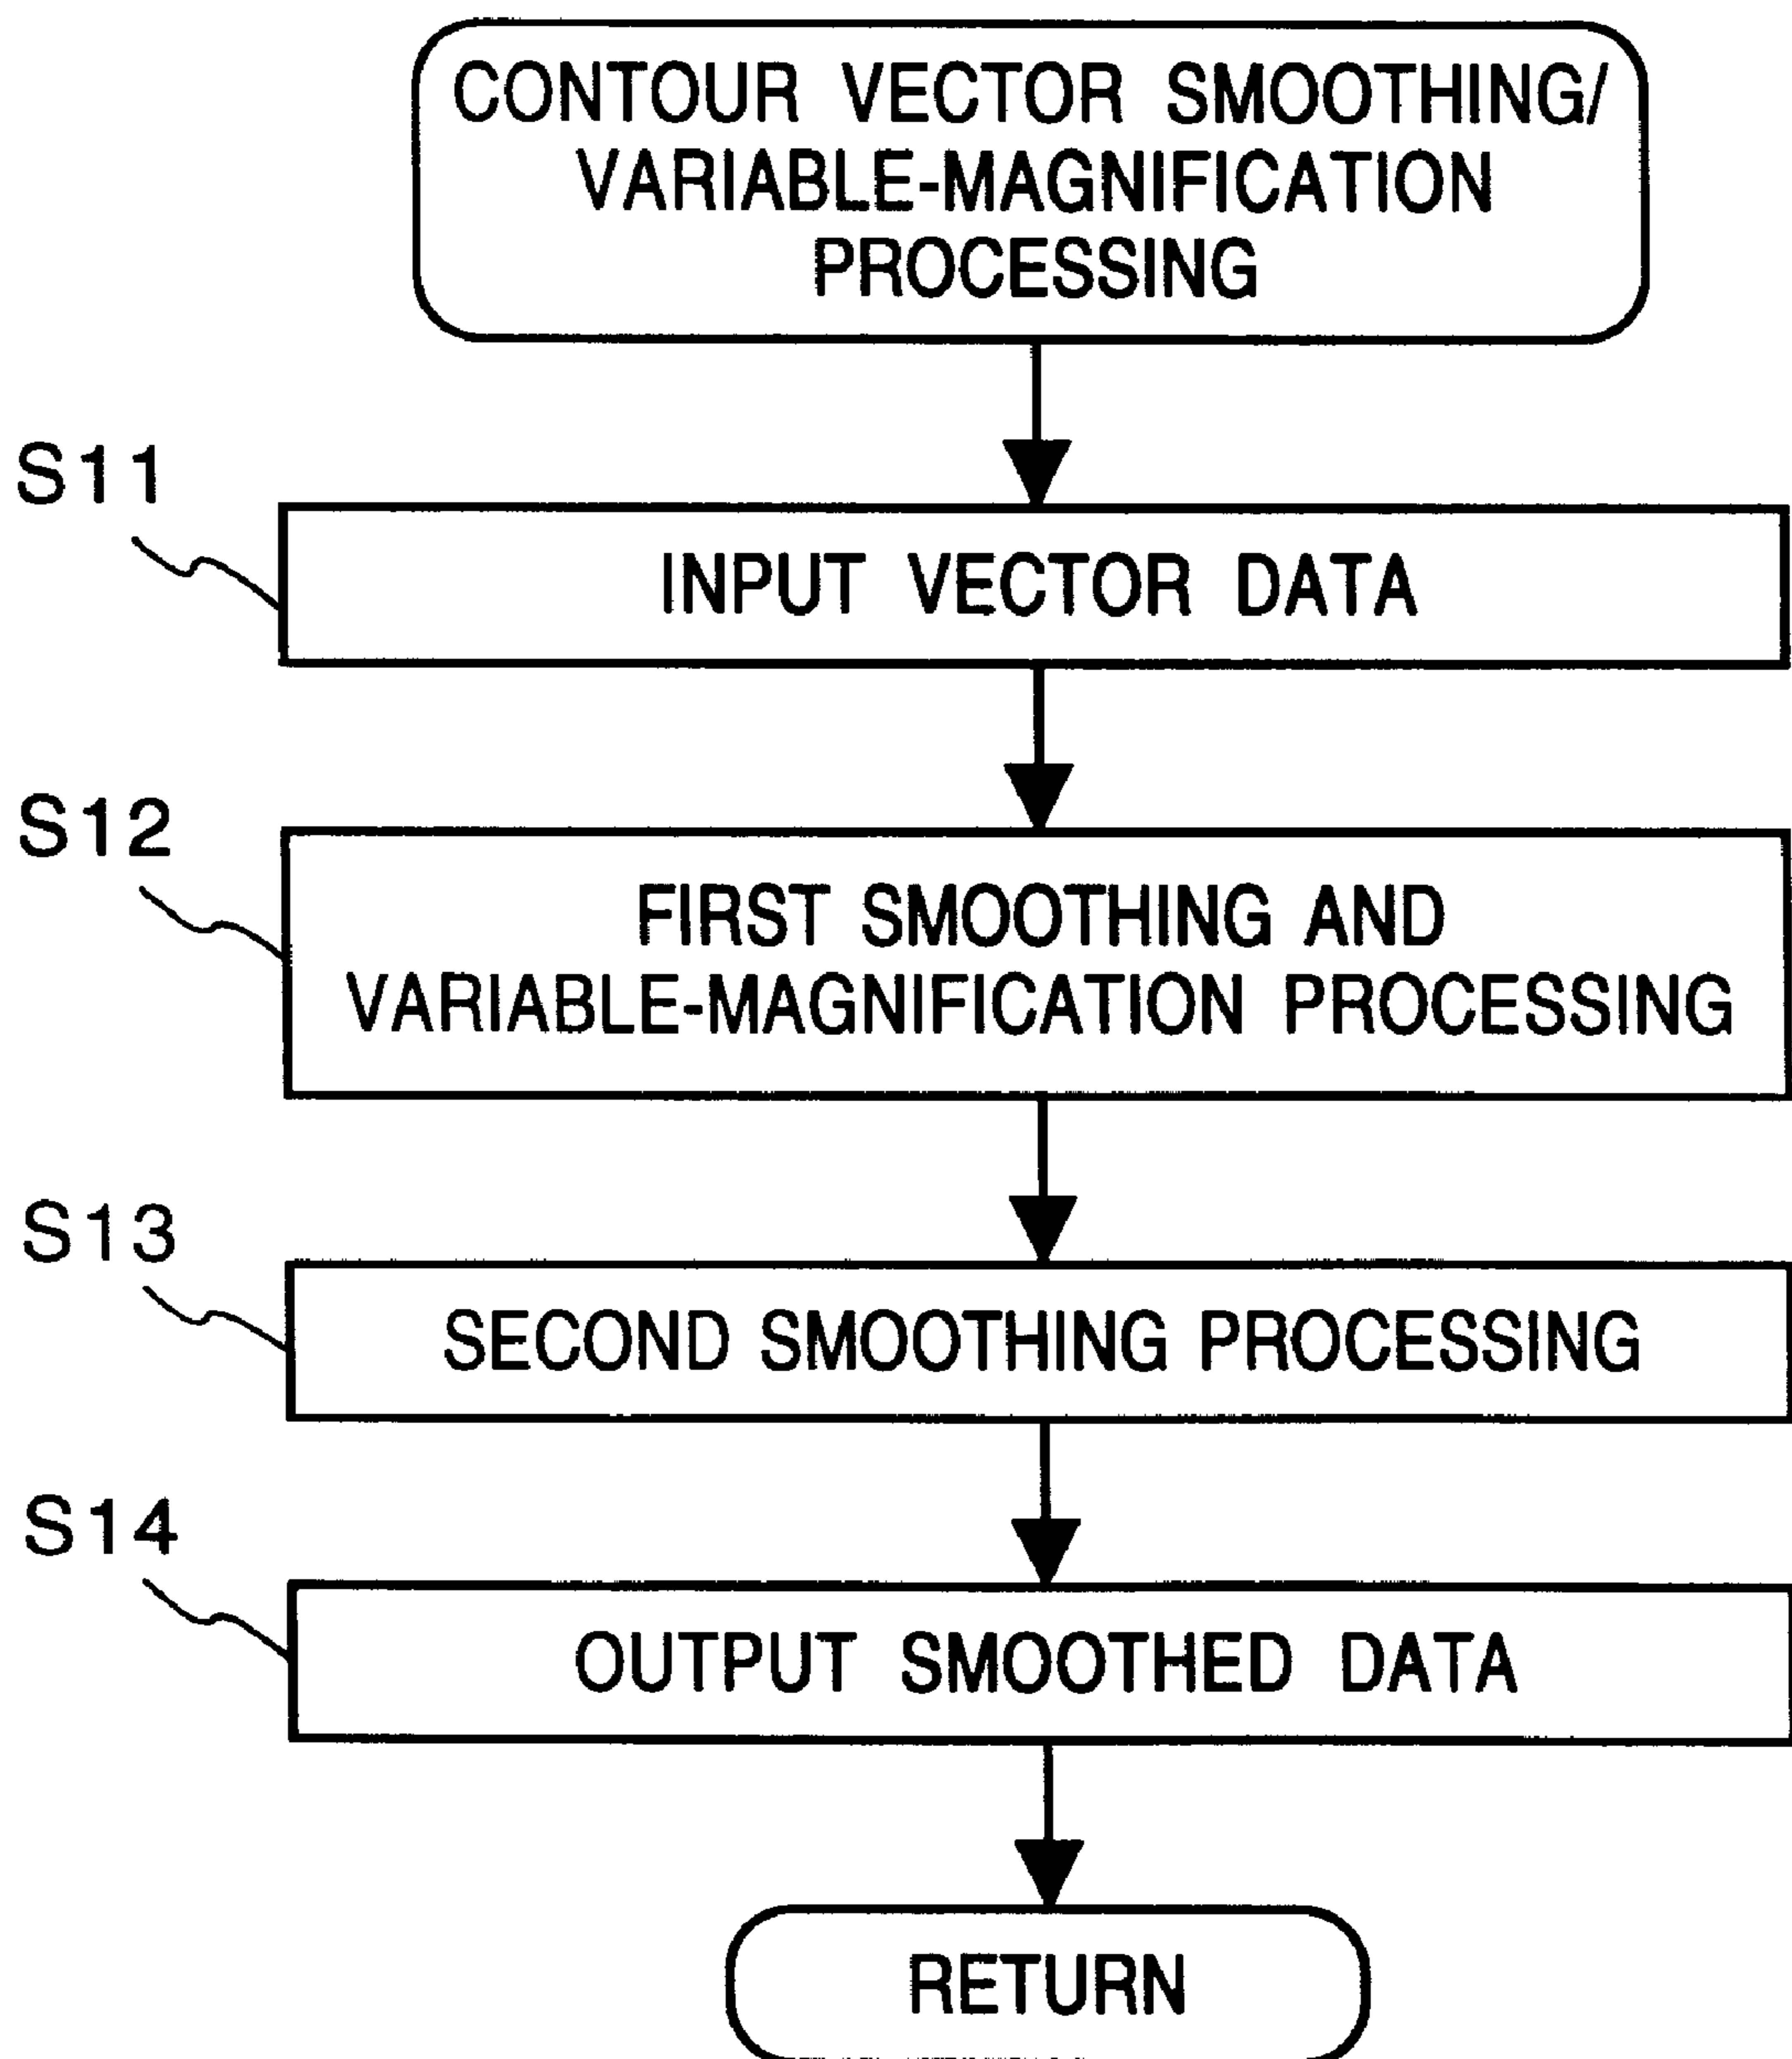 CONTOUR VECTOR SMOOTHING/
VARIABLE-MAGNIFICATION
PROCESSING
S11
INPUT VECTOR DATA
S12
FIRST SMOOTHING AND
VARIABLE-MAGNIFICATION PROCESSING
S13
SECOND SMOOTHING PROCESSING
S14
OUTPUT SMOOTHED DATA
RETURN